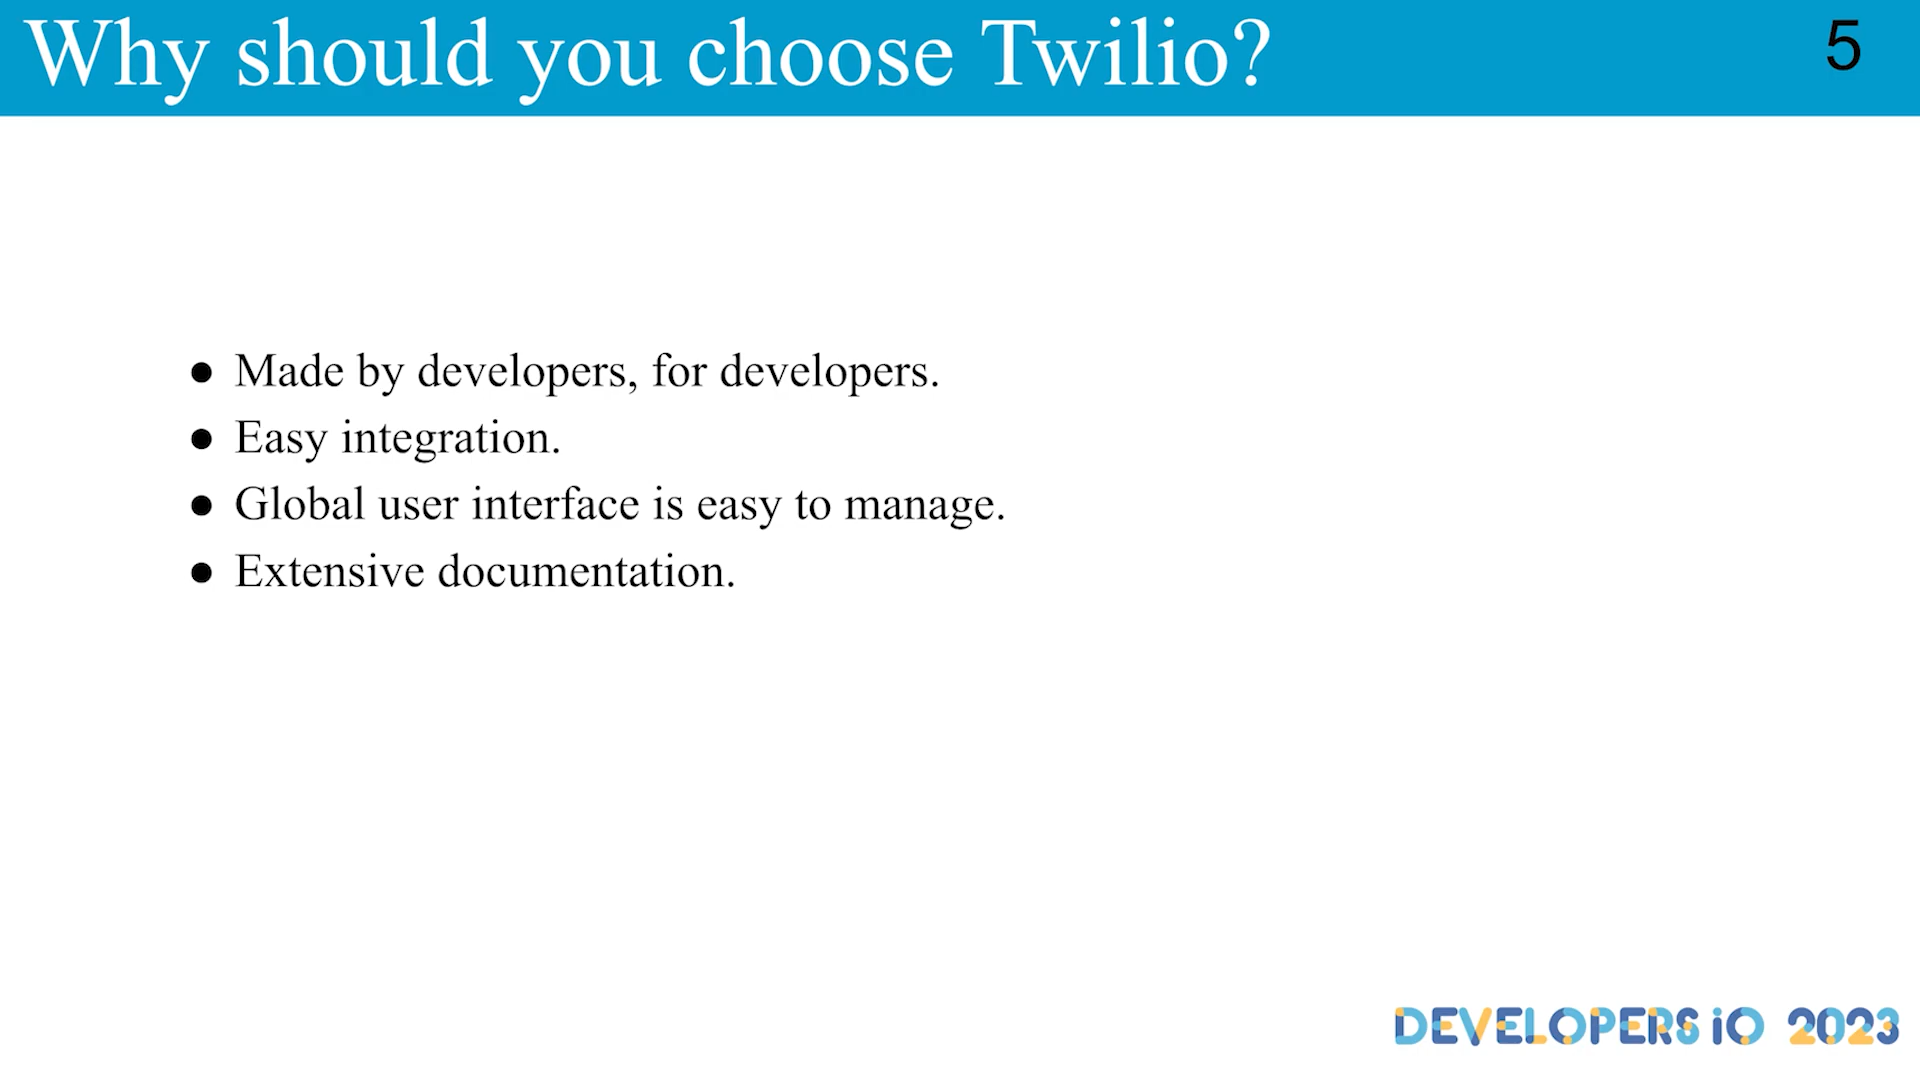 Why should you choose Twilio?
5
● Made by developers, for developers.
● Easy integration.
● Global user interface is easy to manage.
● Extensive documentation.
DEVELOPERS iO 2023